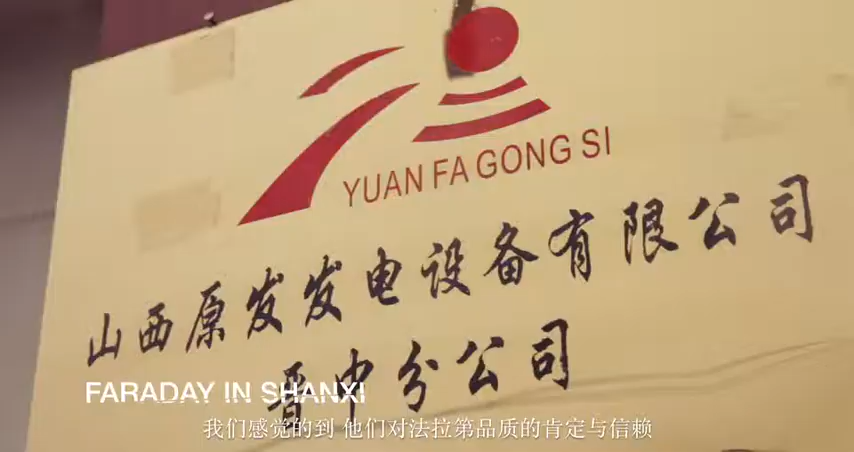 YUAN FA GONG SI
山西原发发电设备有限公司
晋中分公司
FARADAY IN SHANXI
我们感觉的到 他们对法拉第品质的肯定与信赖